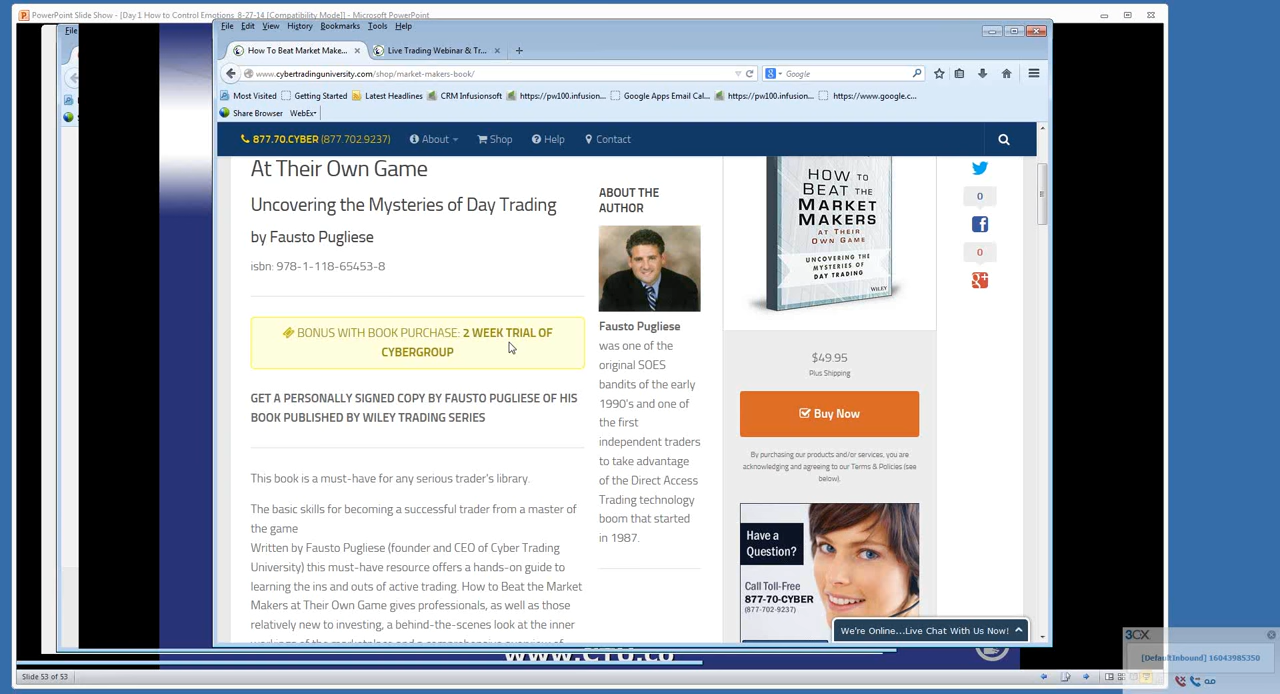 PowerPoint Slide Show - [Day 1 How to Control Emotions 8-27-14 [Compatibility Mode]] - Microsoft PowerPoint
File
File Edit View History Bookmarks Tools Help
How To Beat Market Make... × Live Trading Webinar & Tr... × +
www.cybertradinguniversity.com/shop/market-makers-book/
Google
Most Visited Getting Started Latest Headlines CRM Infusionsoft https://pw100.infusion... Google Apps Email Cal... https://pw100.infusion... https://www.google.c...
Share Browser WebEx
877.70.CYBER (877.702.9237) About Shop Help Contact
At Their Own Game
Uncovering the Mysteries of Day Trading
by Fausto Pugliese
isbn: 978-1-118-65453-8
BONUS WITH BOOK PURCHASE: 2 WEEK TRIAL OF
CYBERGROUP
GET A PERSONALLY SIGNED COPY BY FAUSTO PUGLIESE OF HIS
BOOK PUBLISHED BY WILEY TRADING SERIES
This book is a must-have for any serious trader's library.
The basic skills for becoming a successful trader from a master of
the game
Written by Fausto Pugliese (founder and CEO of Cyber Trading
University) this must-have resource offers a hands-on guide to
learning the ins and outs of active trading. How to Beat the Market
Makers at Their Own Game gives professionals, as well as those
relatively new to investing, a behind-the-scenes look at the inner
workings of the marketplace and a comprehensive overview of
ABOUT THE
AUTHOR
Fausto Pugliese
was one of the
original SOES
bandits of the early
1990's and one of
the first
independent traders
to take advantage
of the Direct Access
Trading technology
boom that started
in 1987.
HOW TO
BEAT THE
MARKET
MAKERS
AT THEIR
OWN GAME
UNCOVERING THE
MYSTERIES OF
DAY TRADING
WILEY
$49.95
Plus Shipping
Buy Now
By purchasing our products and/or services, you are
acknowledging and agreeing to our Terms & Policies (see
below).
Have a
Question?
Call Toll-Free
877-70-CYBER
(877-702-9237)
0
0
We're Online...Live Chat With Us Now!
www.CTU.co
3CX
[DefaultInbound] 16043985350
Slide 53 of 53